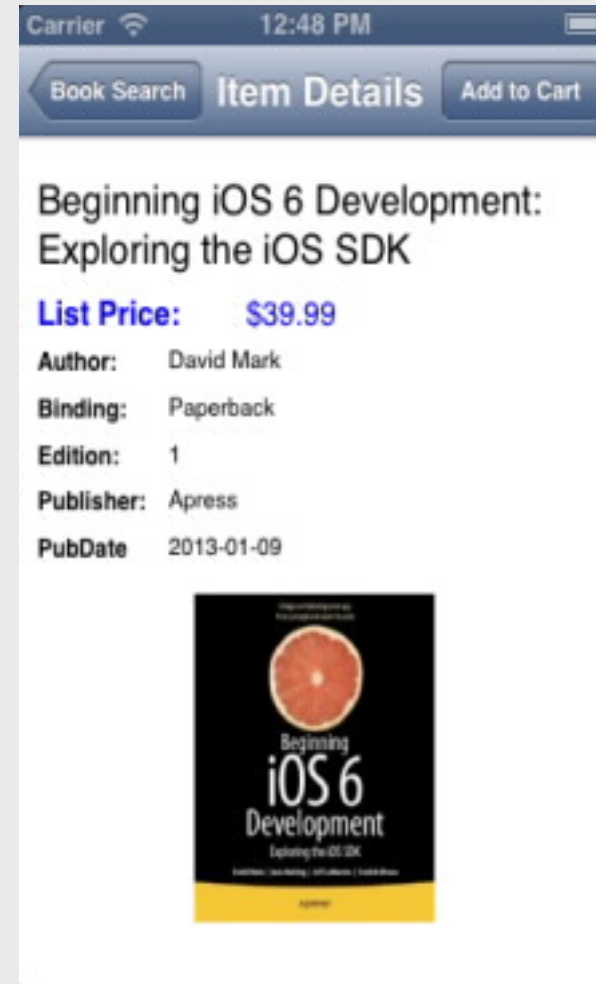 Carrier 12:48 PM
Book Search Item Details Add to Cart
Beginning iOS 6 Development:
Exploring the iOS SDK
List Price: $39.99
Author: David Mark
Binding: Paperback
Edition: 1
Publisher: Apress
PubDate 2013-01-09
Beginning
iOS 6
Development
Exploring the iOS SDK